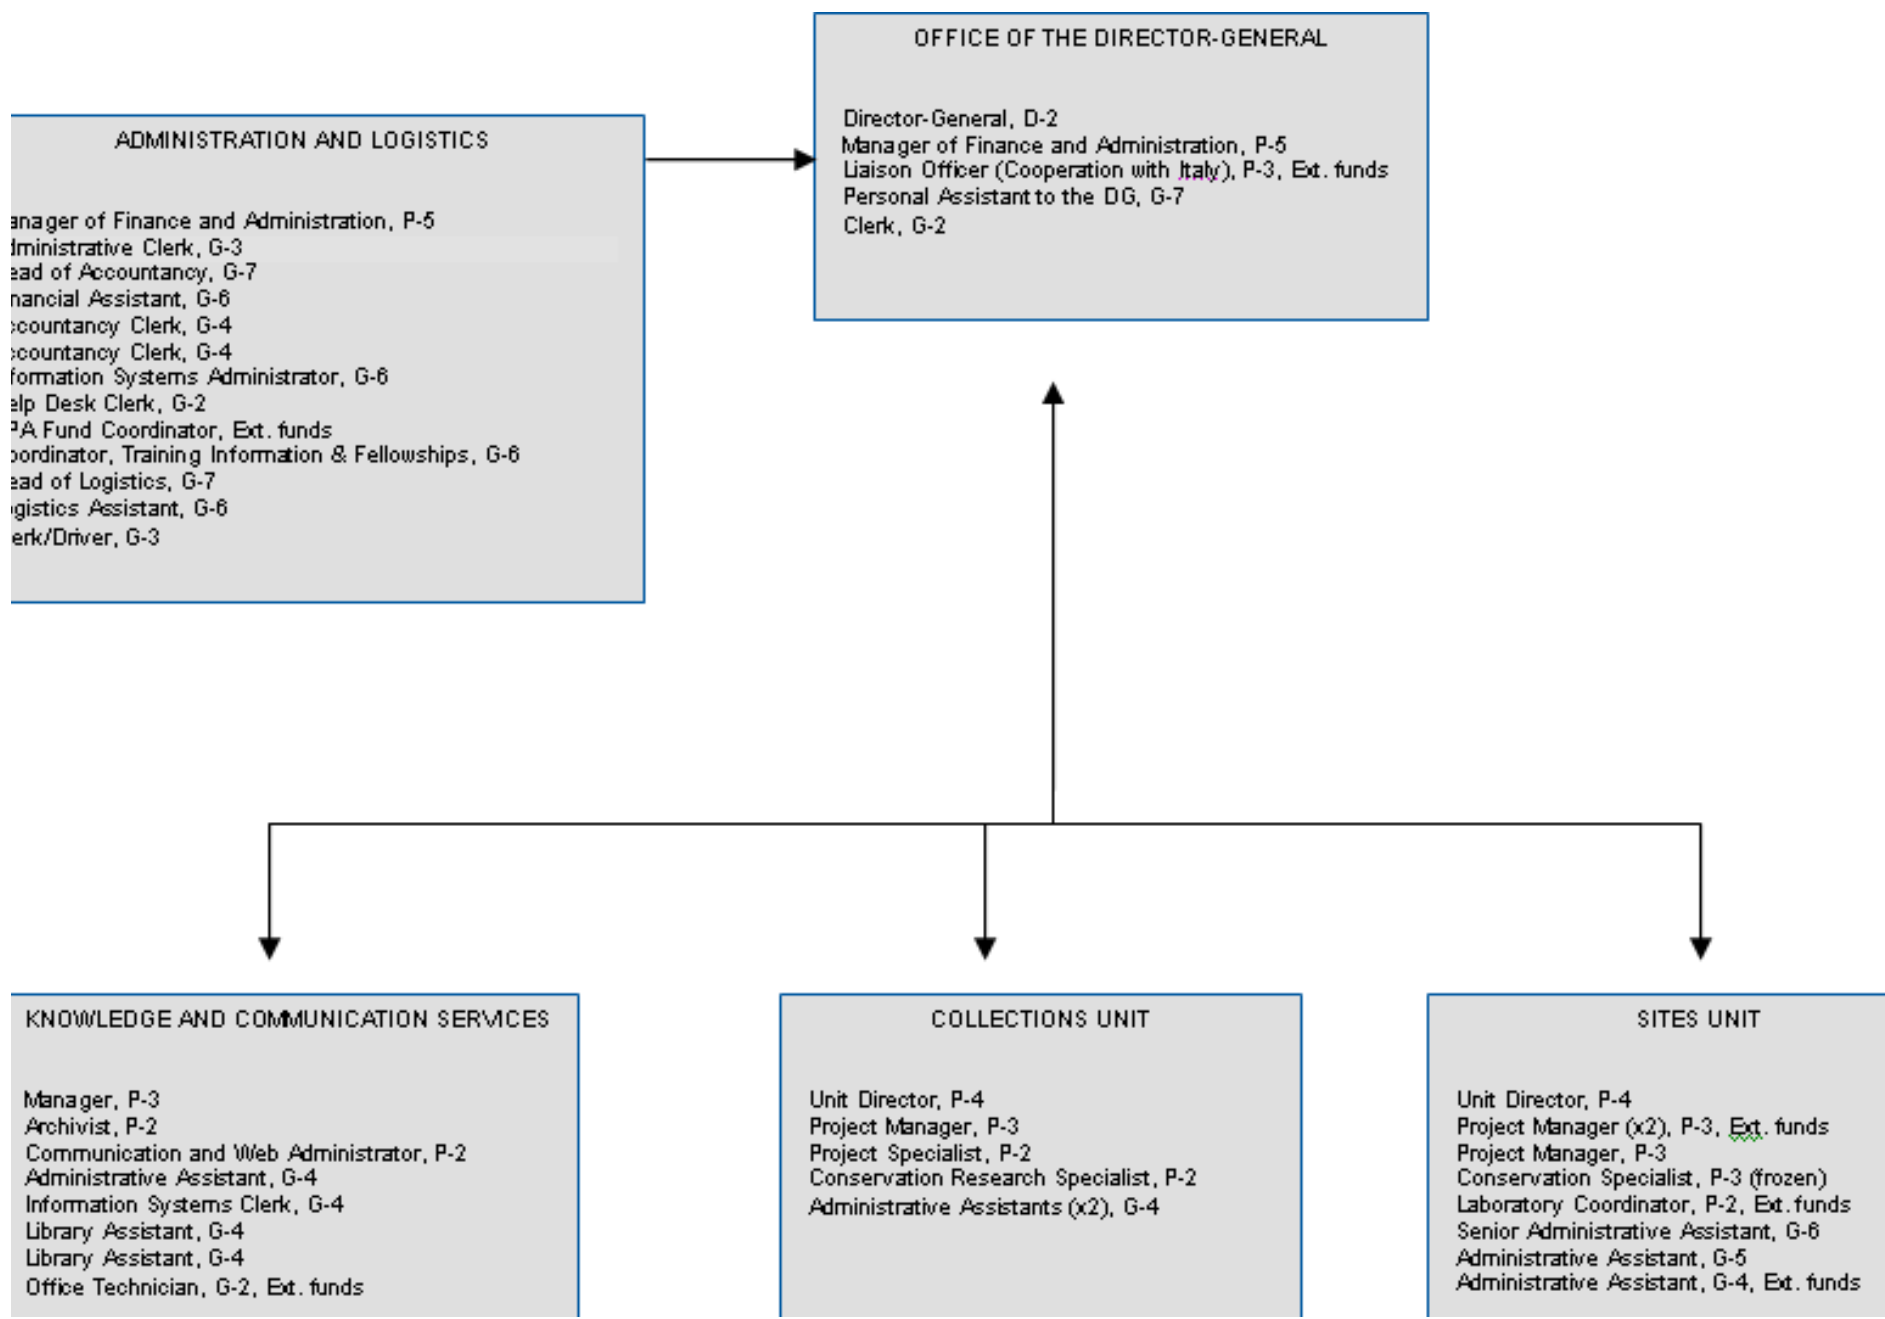 OFFICE OF THE DIRECTOR-GENERAL
Director-General, D-2
Manager of Finance and Administration, P-5
Liaison Officer (Cooperation with Italy), P-3, Ext. funds
Personal Assistant to the DG, G-7
Clerk, G-2
ADMINISTRATION AND LOGISTICS
anager of Finance and Administration, P-5
dministrative Clerk, G-3
ead of Accountancy, G-7
nancial Assistant, G-6
ccountancy Clerk, G-4
ccountancy Clerk, G-4
formation Systems Administrator, G-6
elp Desk Clerk, G-2
PA Fund Coordinator, Ext. funds
oordinator, Training Information & Fellowships, G-6
ead of Logistics, G-7
ogistics Assistant, G-6
erk/Driver, G-3
KNOWLEDGE AND COMMUNICATION SERVICES
Manager, P-3
Archivist, P-2
Communication and Web Administrator, P-2
Administrative Assistant, G-4
Information Systems Clerk, G-4
Library Assistant, G-4
Library Assistant, G-4
Office Technician, G-2, Ext. funds
COLLECTIONS UNIT
Unit Director, P-4
Project Manager, P-3
Project Specialist, P-2
Conservation Research Specialist, P-2
Administrative Assistants (x2), G-4
SITES UNIT
Unit Director, P-4
Project Manager (x2), P-3, Ext. funds
Project Manager, P-3
Conservation Specialist, P-3 (frozen)
Laboratory Coordinator, P-2, Ext. funds
Senior Administrative Assistant, G-6
Administrative Assistant, G-5
Administrative Assistant, G-4, Ext. funds